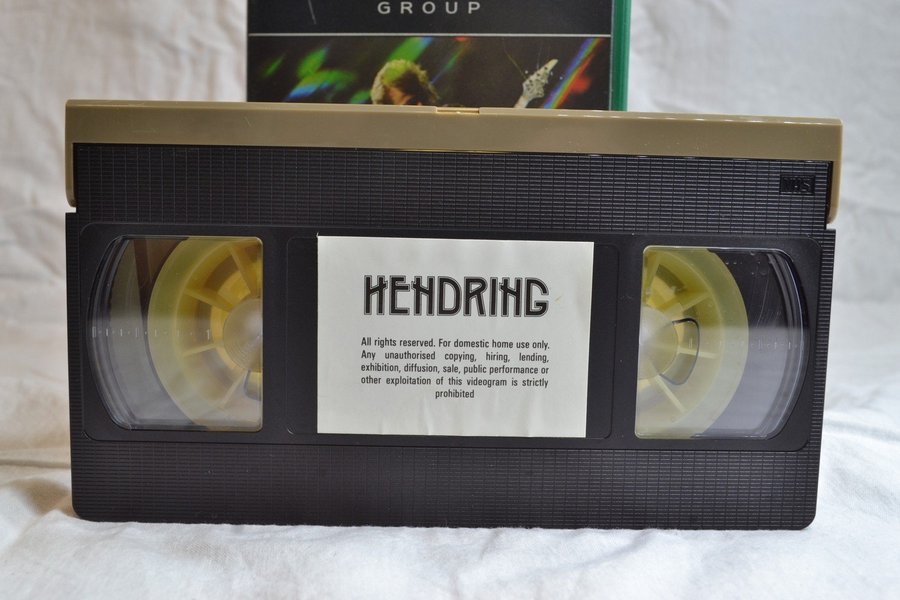 GROUP
VHS
HENDRING
All rights reserved. For domestic home use only.
Any unauthorised copying, hiring, lending,
exhibition, diffusion, sale, public performance or
other exploitation of this videogram is strictly
prohibited